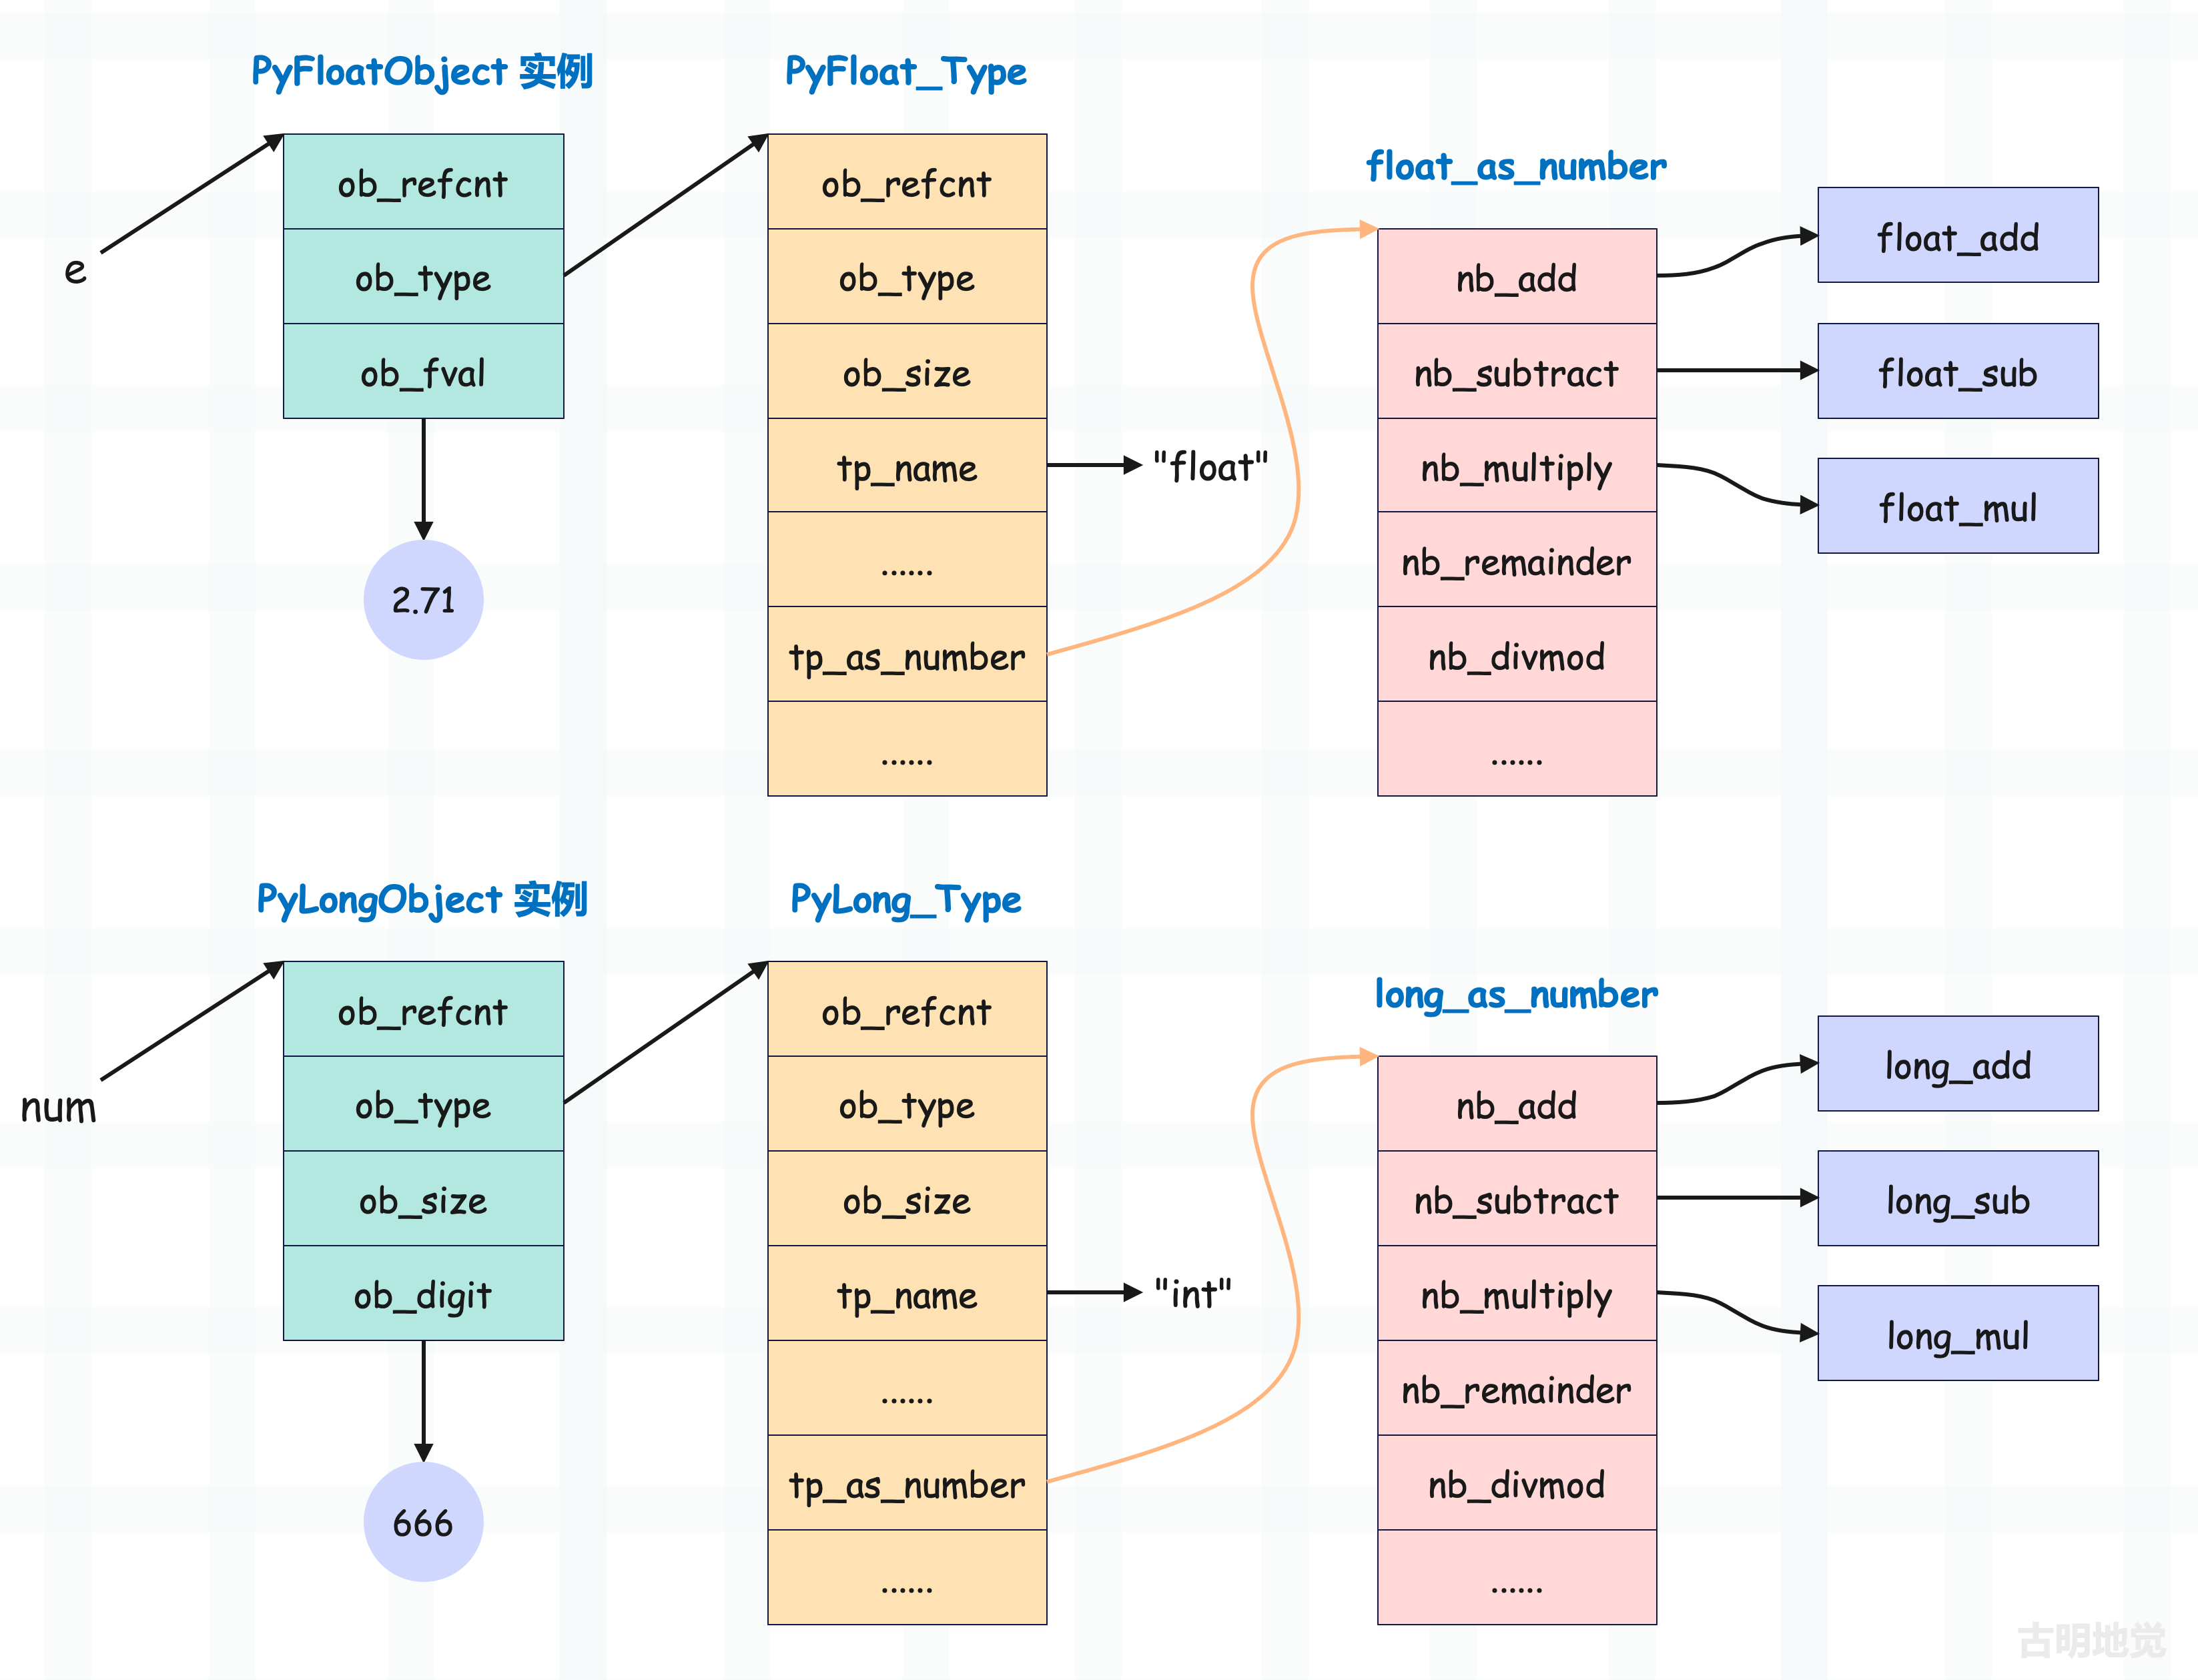 PyFloatObject 实例
PyFloat_Type
float_as_number
e
ob_refcnt
ob_type
ob_fval
2.71
ob_refcnt
ob_type
ob_size
tp_name
......
tp_as_number
......
"float"
nb_add
nb_subtract
nb_multiply
nb_remainder
nb_divmod
......
float_add
float_sub
float_mul
PyLongObject 实例
PyLong_Type
long_as_number
num
ob_refcnt
ob_type
ob_size
ob_digit
666
ob_refcnt
ob_type
ob_size
tp_name
......
tp_as_number
......
"int"
nb_add
nb_subtract
nb_multiply
nb_remainder
nb_divmod
......
long_add
long_sub
long_mul
古明地觉